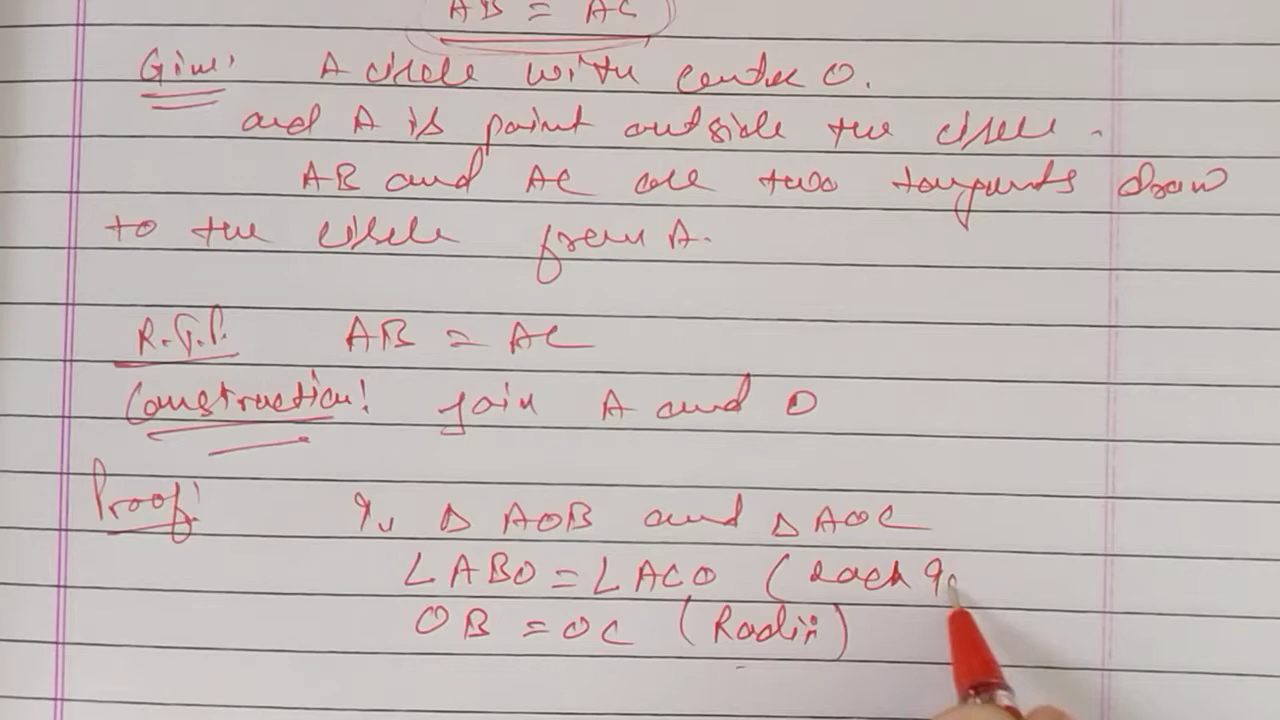 AB = AC
Given: A circle with centre O.
and A is point outside the circle.
AB and AC are two tangents draw
to the circle from A.
R.T.P. AB = AC
Construction: Join A and O
Proof: In Δ AOB and Δ AOC
∠ABO = ∠ACO (each 90
OB = OC (Radii)